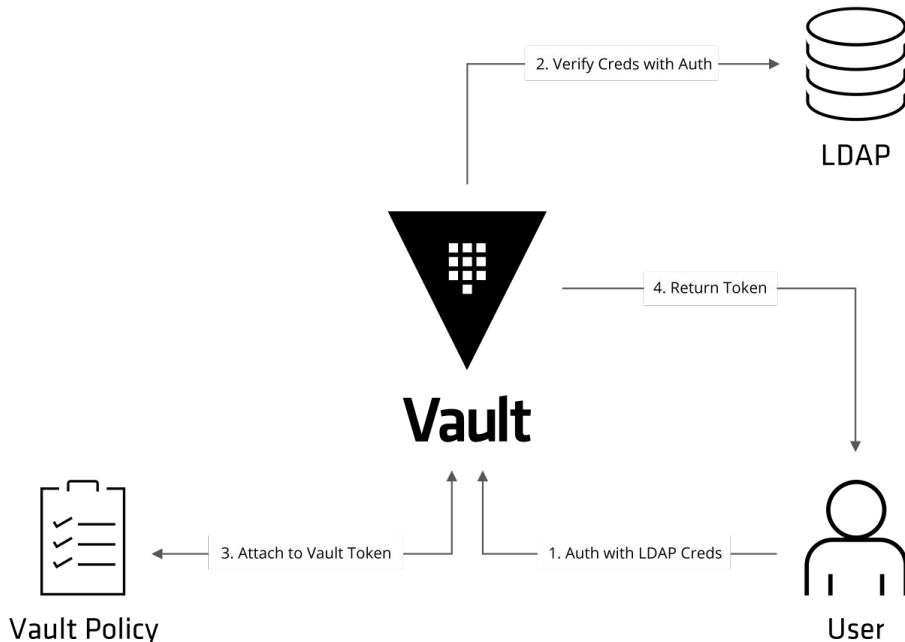 2. Verify Creds with Auth
LDAP
4. Return Token
Vault
3. Attach to Vault Token
1. Auth with LDAP Creds
Vault Policy
User